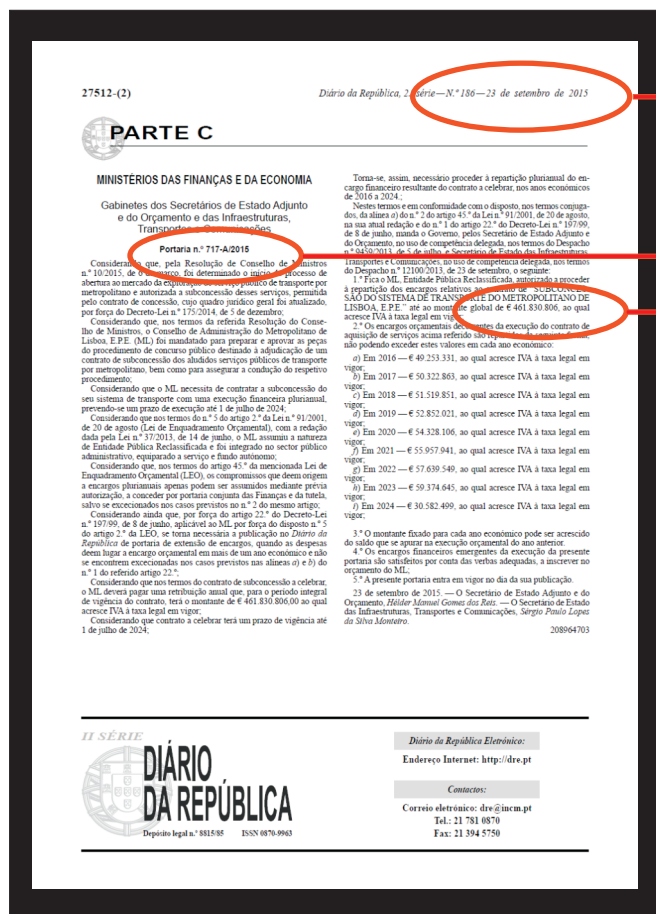 27512-(2)
Diário da República, 2.ª série—N.º 186—23 de setembro de 2015
PARTE C
MINISTÉRIOS DAS FINANÇAS E DA ECONOMIA
Gabinetes dos Secretários de Estado Adjunto
e do Orçamento e das Infraestruturas,
Transportes e Comunicações
Portaria n.º 717-A/2015
Considerando que, pela Resolução de Conselho de Ministros
n.º 10/2015, de 6 de março, foi determinado o início do processo de
abertura ao mercado da exploração do serviço público de transporte por
metropolitano e autorizada a subconcessão desses serviços, permitida
pelo contrato de concessão, cujo quadro jurídico geral foi atualizado,
por força do Decreto-Lei n.º 175/2014, de 5 de dezembro;
Considerando que, nos termos da referida Resolução do Conse-
lho de Ministros, o Conselho de Administração do Metropolitano de
Lisboa, E.P.E. (ML) foi mandatado para preparar e aprovar as peças
do procedimento de concurso público destinado à adjudicação de um
contrato de subconcessão dos aludidos serviços públicos de transporte
por metropolitano, bem como para assegurar a condução do respetivo
procedimento;
Considerando que o ML necessita de contratar a subconcessão do
seu sistema de transporte com uma execução financeira plurianual,
prevendo-se um prazo de execução até 1 de julho de 2024;
Considerando que nos termos do n.º 5 do artigo 2.º da Lei n.º 91/2001,
de 20 de agosto (Lei de Enquadramento Orçamental), com a redação
dada pela Lei n.º 37/2013, de 14 de junho, o ML assumiu a natureza
de Entidade Pública Reclassificada e foi integrado no sector público
administrativo, equiparado a serviço e fundo autónomo;
Considerando que, nos termos do artigo 45.º da mencionada Lei de
Enquadramento Orçamental (LEO), os compromissos que deem origem
a encargos plurianuais apenas podem ser assumidos mediante prévia
autorização, a conceder por portaria conjunta das Finanças e da tutela,
salvo se excecionados nos casos previstos no n.º 2 do mesmo artigo;
Considerando ainda que, por força do artigo 22.º do Decreto-Lei
n.º 197/99, de 8 de junho, aplicável ao ML por força do disposto n.º 5
do artigo 2.º da LEO, se torna necessária a publicação no Diário da
República de portaria de extensão de encargos, quando as despesas
deem lugar a encargo orçamental em mais de um ano económico e não
se encontrem excecionadas nos casos previstos nas alíneas a) e b) do
n.º 1 do referido artigo 22.º;
Considerando que nos termos do contrato de subconcessão a celebrar,
o ML deverá pagar uma retribuição anual que, para o período integral
de vigência do contrato, terá o montante de € 461.830.806,00 ao qual
acresce IVA à taxa legal em vigor;
Considerando que contrato a celebrar terá um prazo de vigência até
1 de julho de 2024;
Torna-se, assim, necessário proceder à repartição plurianual do en-
cargo financeiro resultante do contrato a celebrar, nos anos económicos
de 2016 a 2024.;
Nestes termos e em conformidade com o disposto, nos termos conjuga-
dos, da alínea a) do n.º 2 do artigo 45.º da Lei n.º 91/2001, de 20 de agosto,
na sua atual redação e do n.º 1 do artigo 22.º do Decreto-Lei n.º 197/99,
de 8 de junho, manda o Governo, pelos Secretário de Estado Adjunto e
do Orçamento, no uso de competência delegada, nos termos do Despacho
n.º 9459/2013, de 5 de julho, e Secretário de Estado das Infraestruturas,
Transportes e Comunicações, no uso de competência delegada, nos termos
do Despacho n.º 12100/2013, de 23 de setembro, o seguinte:
1.º Fica o ML, Entidade Pública Reclassificada, autorizado a proceder
à repartição dos encargos relativos ao contrato de "SUBCONCES-
SÃO DO SISTEMA DE TRANSPORTE DO METROPOLITANO DE
LISBOA, E.P.E." até ao montante global de € 461.830.806, ao qual
acresce IVA à taxa legal em vigor.
2.º Os encargos orçamentais decorrentes da execução do contrato de
aquisição de serviços acima referido são repartidos da seguinte forma,
não podendo exceder estes valores em cada ano económico:
a) Em 2016 — € 49.253.331, ao qual acresce IVA à taxa legal em
vigor;
b) Em 2017 — € 50.322.863, ao qual acresce IVA à taxa legal em
vigor;
c) Em 2018 — € 51.519.851, ao qual acresce IVA à taxa legal em
vigor;
d) Em 2019 — € 52.852.021, ao qual acresce IVA à taxa legal em
vigor;
e) Em 2020 — € 54.328.106, ao qual acresce IVA à taxa legal em
vigor;
f) Em 2021 — € 55.957.941, ao qual acresce IVA à taxa legal em
vigor;
g) Em 2022 — € 57.639.549, ao qual acresce IVA à taxa legal em
vigor;
h) Em 2023 — € 59.374.645, ao qual acresce IVA à taxa legal em
vigor;
i) Em 2024 — € 30.582.499, ao qual acresce IVA à taxa legal em
vigor.
3.º O montante fixado para cada ano económico pode ser acrescido
do saldo que se apurar na execução orçamental do ano anterior.
4.º Os encargos financeiros emergentes da execução da presente
portaria são satisfeitos por conta das verbas adequadas, a inscrever no
orçamento do ML;
5.º A presente portaria entra em vigor no dia da sua publicação.
23 de setembro de 2015. — O Secretário de Estado Adjunto e do
Orçamento, Hélder Manuel Gomes dos Reis. — O Secretário de Estado
das Infraestruturas, Transportes e Comunicações, Sérgio Paulo Lopes
da Silva Monteiro.
208964703
II SÉRIE
DIÁRIO
DA REPÚBLICA
Depósito legal n.º 8815/85 ISSN 0870-9963
Diário da República Eletrónico:
Endereço Internet: http://dre.pt
Contactos:
Correio eletrónico: dre@incm.pt
Tel.: 21 781 0870
Fax: 21 394 5750